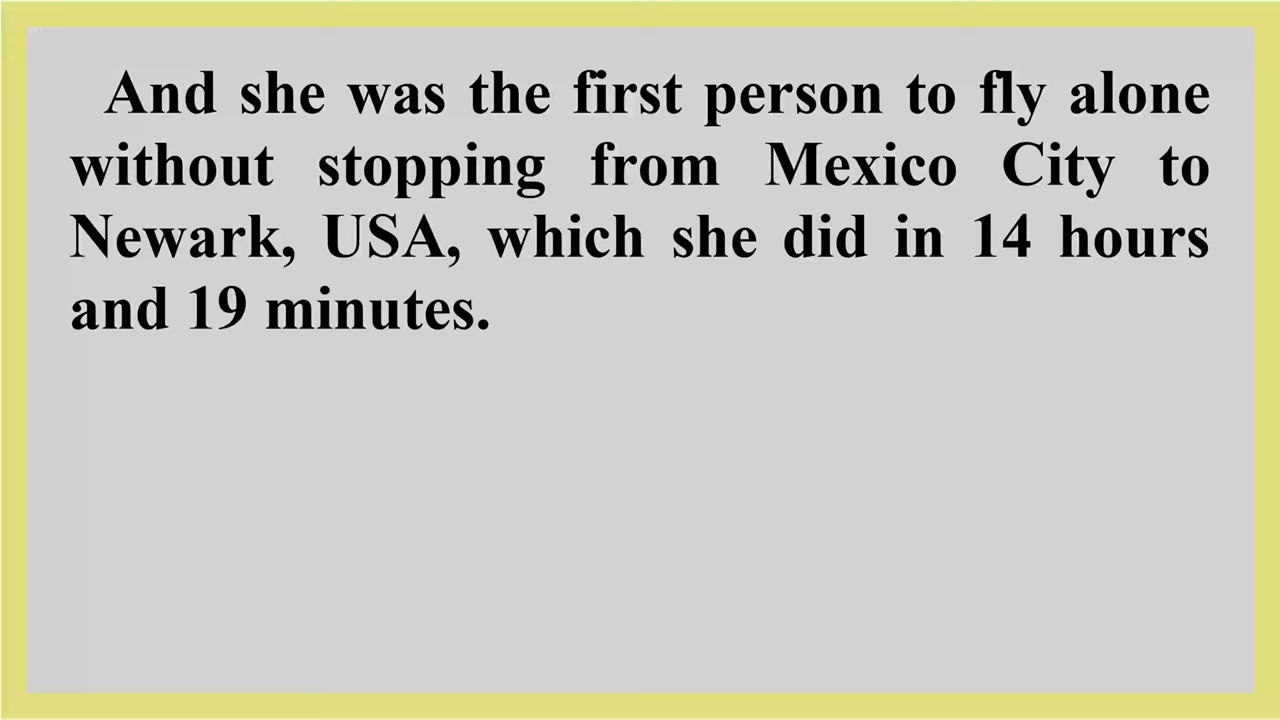 And she was the first person to fly alone
without stopping from Mexico City to
Newark, USA, which she did in 14 hours
and 19 minutes.